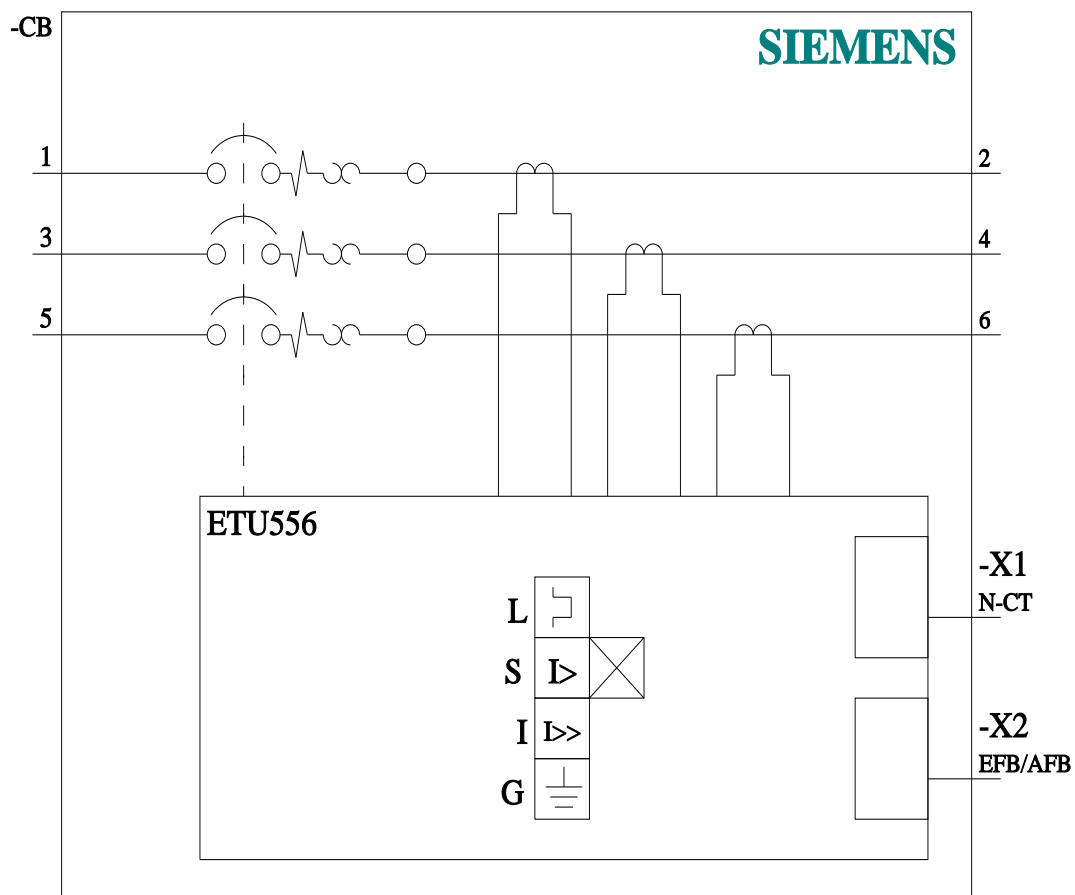 -CB
SIEMENS
1
2
3
4
5
6
ETU556
-X1
L
N-CT
S
I>
I
I>>
-X2
EFB/AFB
G